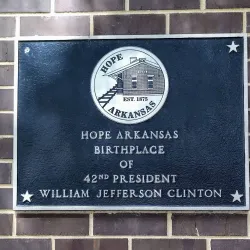 HOPE
EST. 1875
ARKANSAS
HOPE ARKANSAS
BIRTHPLACE
OF
42ND PRESIDENT
WILLIAM JEFFERSON CLINTON